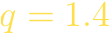 q = 1.4